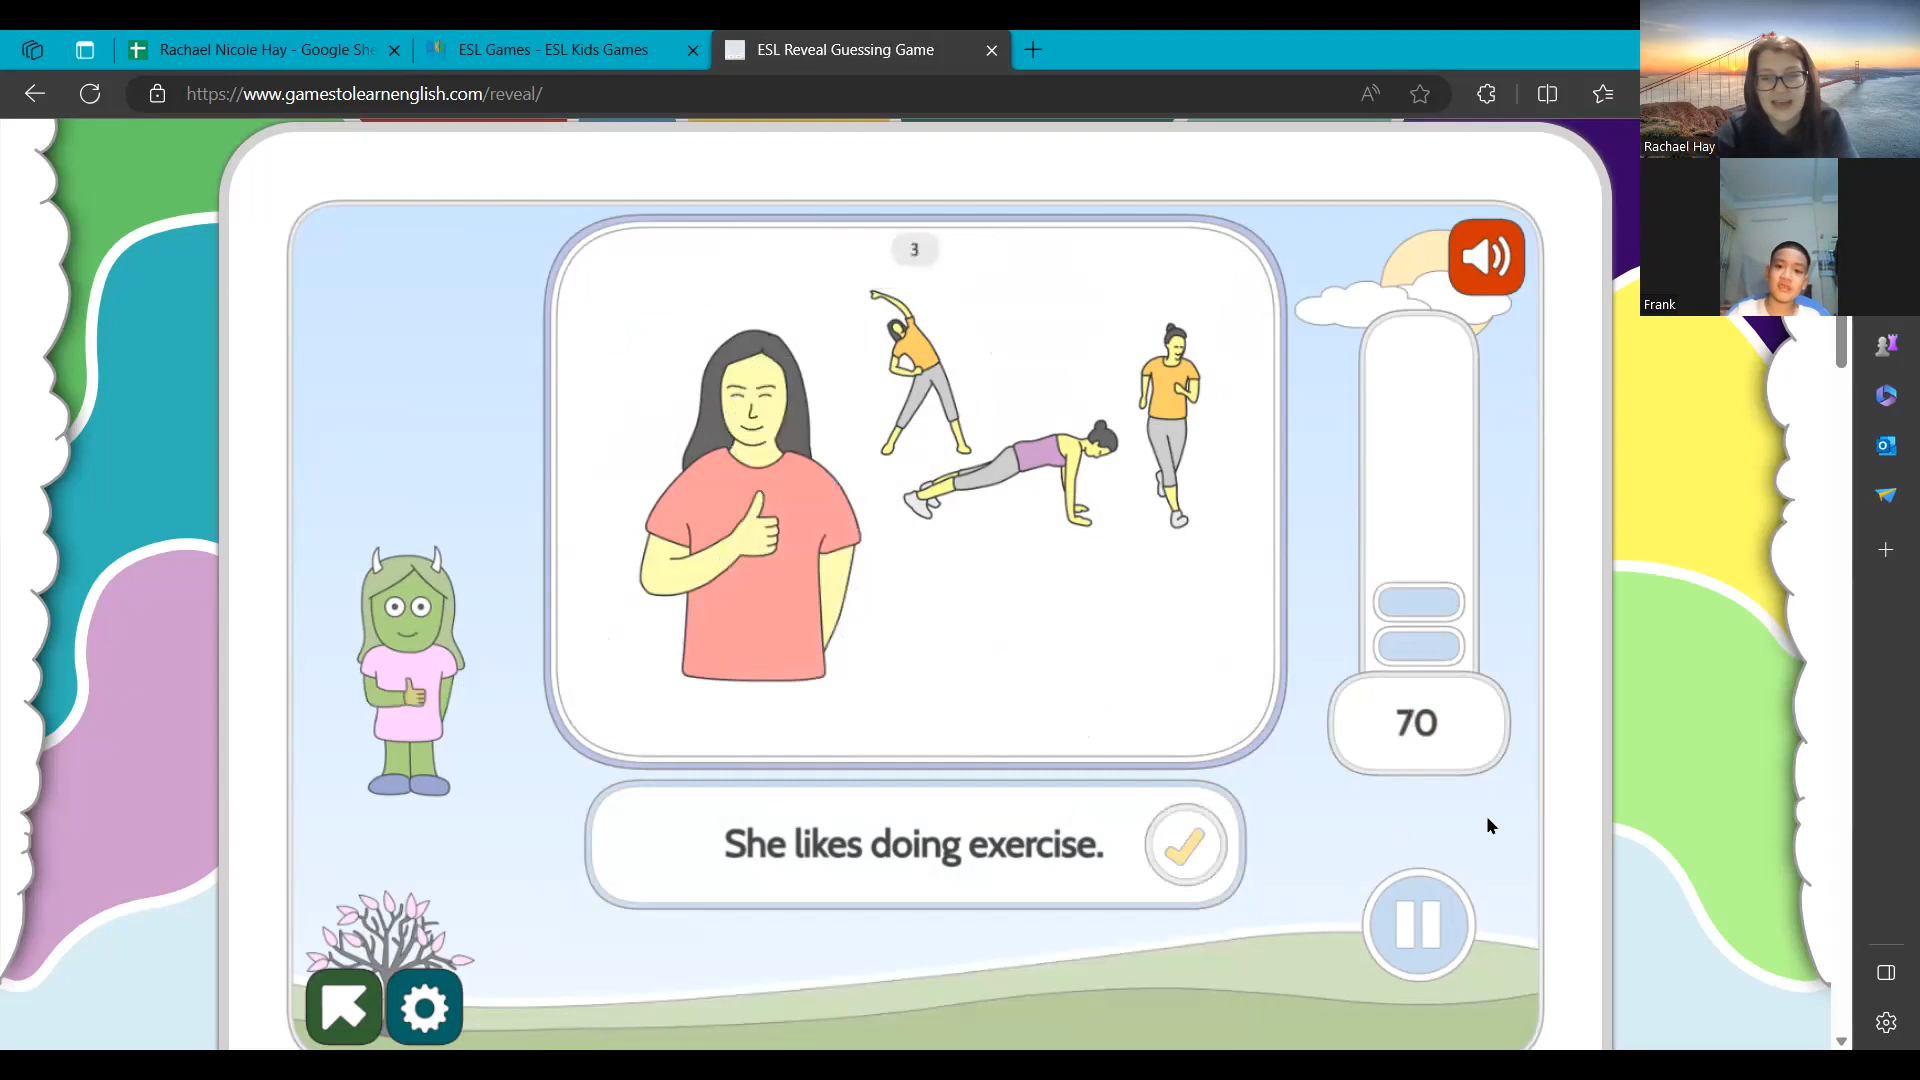 Rachael Nicole Hay - Google She
ESL Games - ESL Kids Games
ESL Reveal Guessing Game
https://www.gamestolearnenglish.com/reveal/
A
Rachael Hay
Frank
3
70
She likes doing exercise.